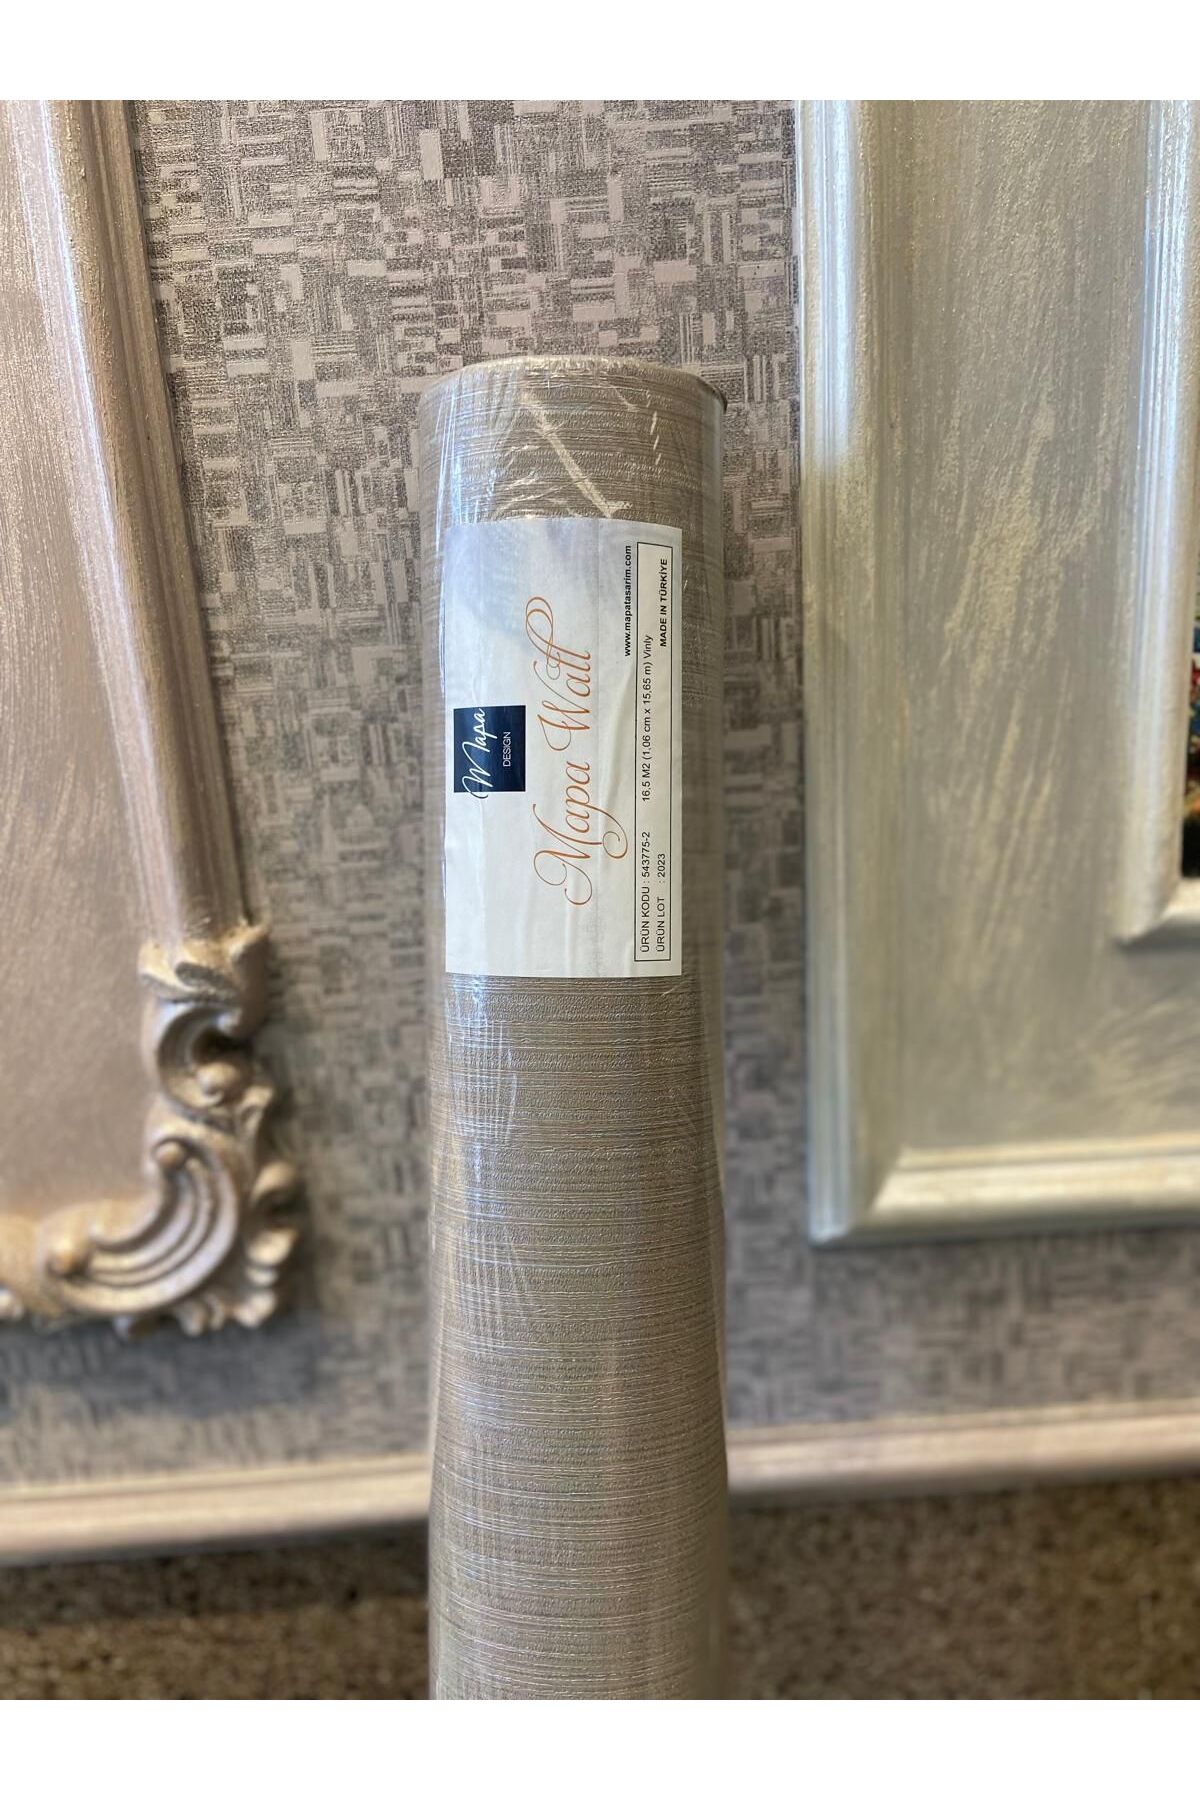 Mapa
DESIGN
Mapa Wall
www.mapatasarim.com
ÜRÜN KODU : 543775-2 16,5 M2 (1,06 cm x 15,65 m) Vinly
ÜRÜN LOT : 2023 MADE IN TÜRKİYE